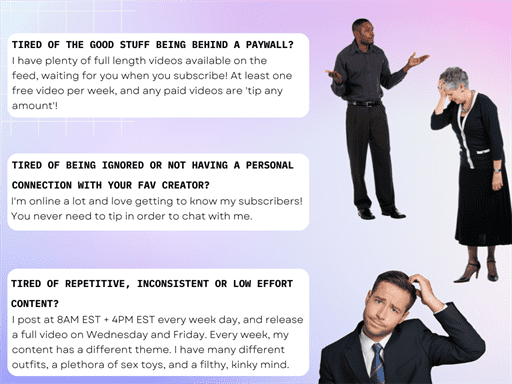 TIRED OF THE GOOD STUFF BEING BEHIND A PAYWALL?
I have plenty of full length videos available on the
feed, waiting for you when you subscribe! At least one
free video per week, and any paid videos are 'tip any
amount'!
TIRED OF BEING IGNORED OR NOT HAVING A PERSONAL
CONNECTION WITH YOUR FAV CREATOR?
I'm online a lot and love getting to know my subscribers!
You never need to tip in order to chat with me.
TIRED OF REPETITIVE, INCONSISTENT OR LOW EFFORT
CONTENT?
I post at 8AM EST + 4PM EST every week day, and release
a full video on Wednesday and Friday. Every week, my
content has a different theme. I have many different
outfits, a plethora of sex toys, and a filthy, kinky mind.